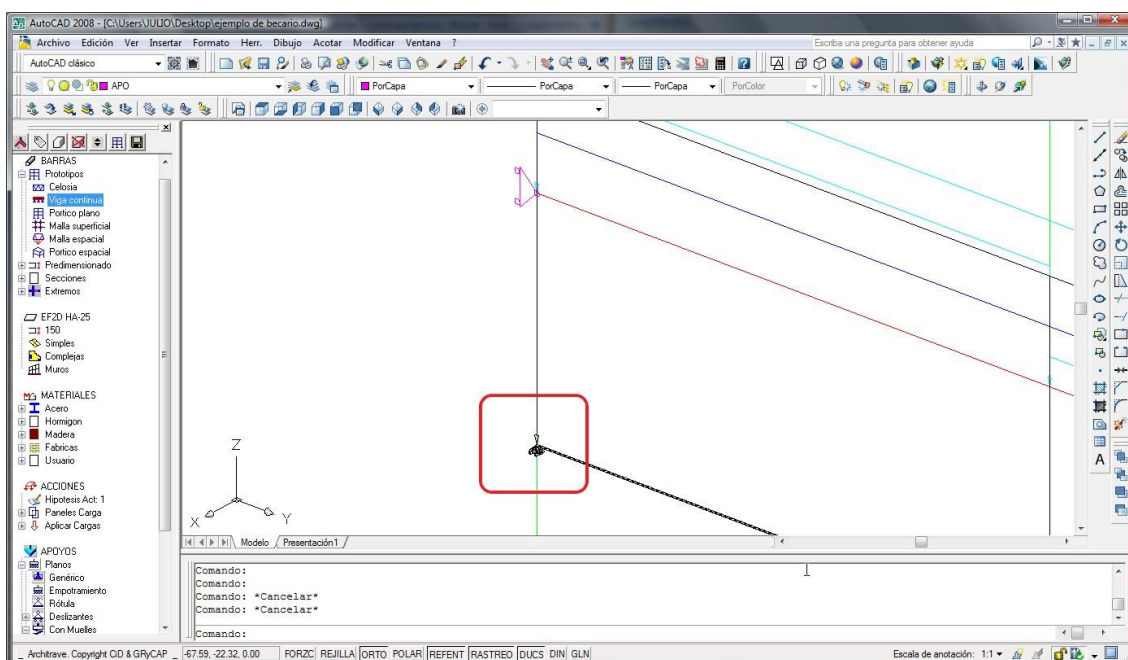 AutoCAD 2008 - [C:\Users\JULIO\Desktop\ejemplo de becario.dwg]
Archivo Edición Ver Insertar Formato Herr. Dibujo Acotar Modificar Ventana ?
Escriba una pregunta para obtener ayuda
AutoCAD clásico
APO PorCapa PorCapa PorCapa PorColor
BARRAS
Prototipos
Celosia
Viga continua
Portico plano
Malla superficial
Malla espacial
Portico espacial
Predimensionado
Secciones
Extremos
EF2D HA-25
150
Simples
Complejas
Muros
MATERIALES
Acero
Hormigon
Madera
Fabricas
Usuario
ACCIONES
Hipotesis Act: 1
Paneles Carga
Aplicar Cargas
APOYOS
Planos
Genérico
Empotramiento
Rótula
Deslizantes
Con Muelles
Z
X
Y
Modelo Presentación1
Comando:
Comando:
Comando: *Cancelar*
Comando: *Cancelar*
Comando:
Architrave. Copyright CiD & GRyCAP -67.59, -22.32, 0.00 FORZC REJILLA ORTO POLAR REFENT RASTREO DUCS DIN GLN Escala de anotación: 1:1